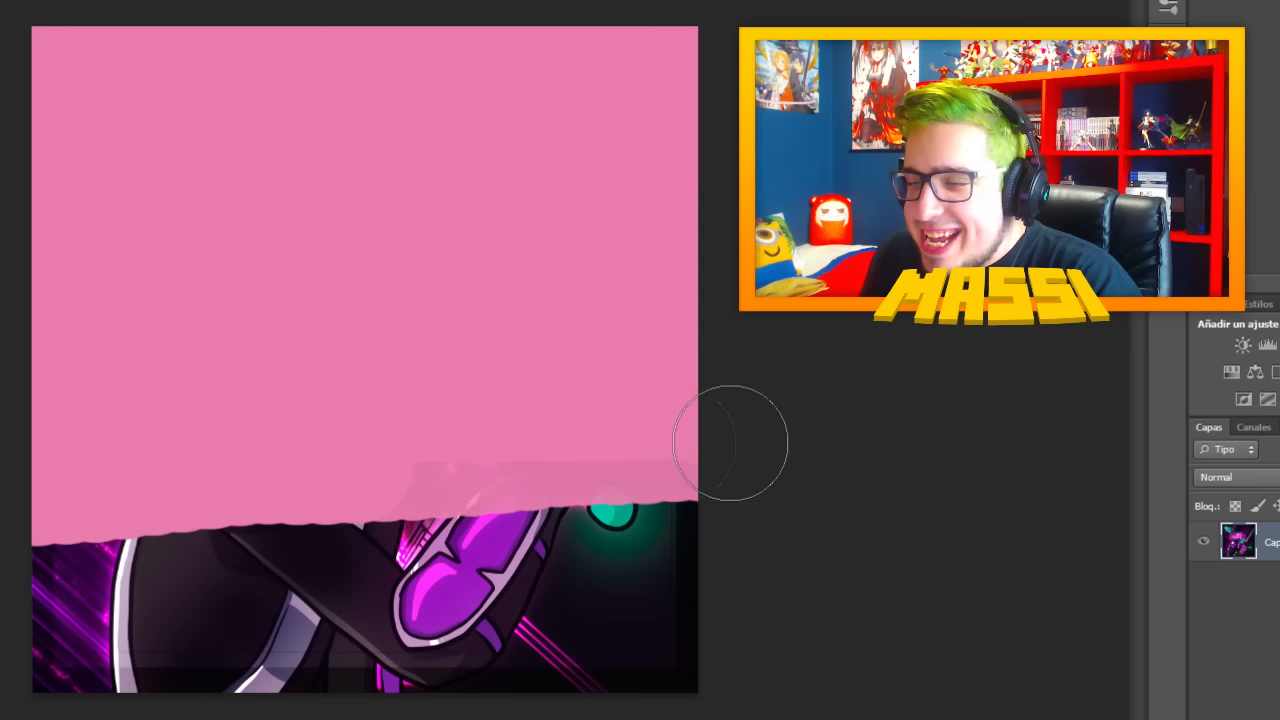 MASSI
Estilos
Añadir un ajuste
Capas Canales
Tipo
Normal
Bloq.:
Cap